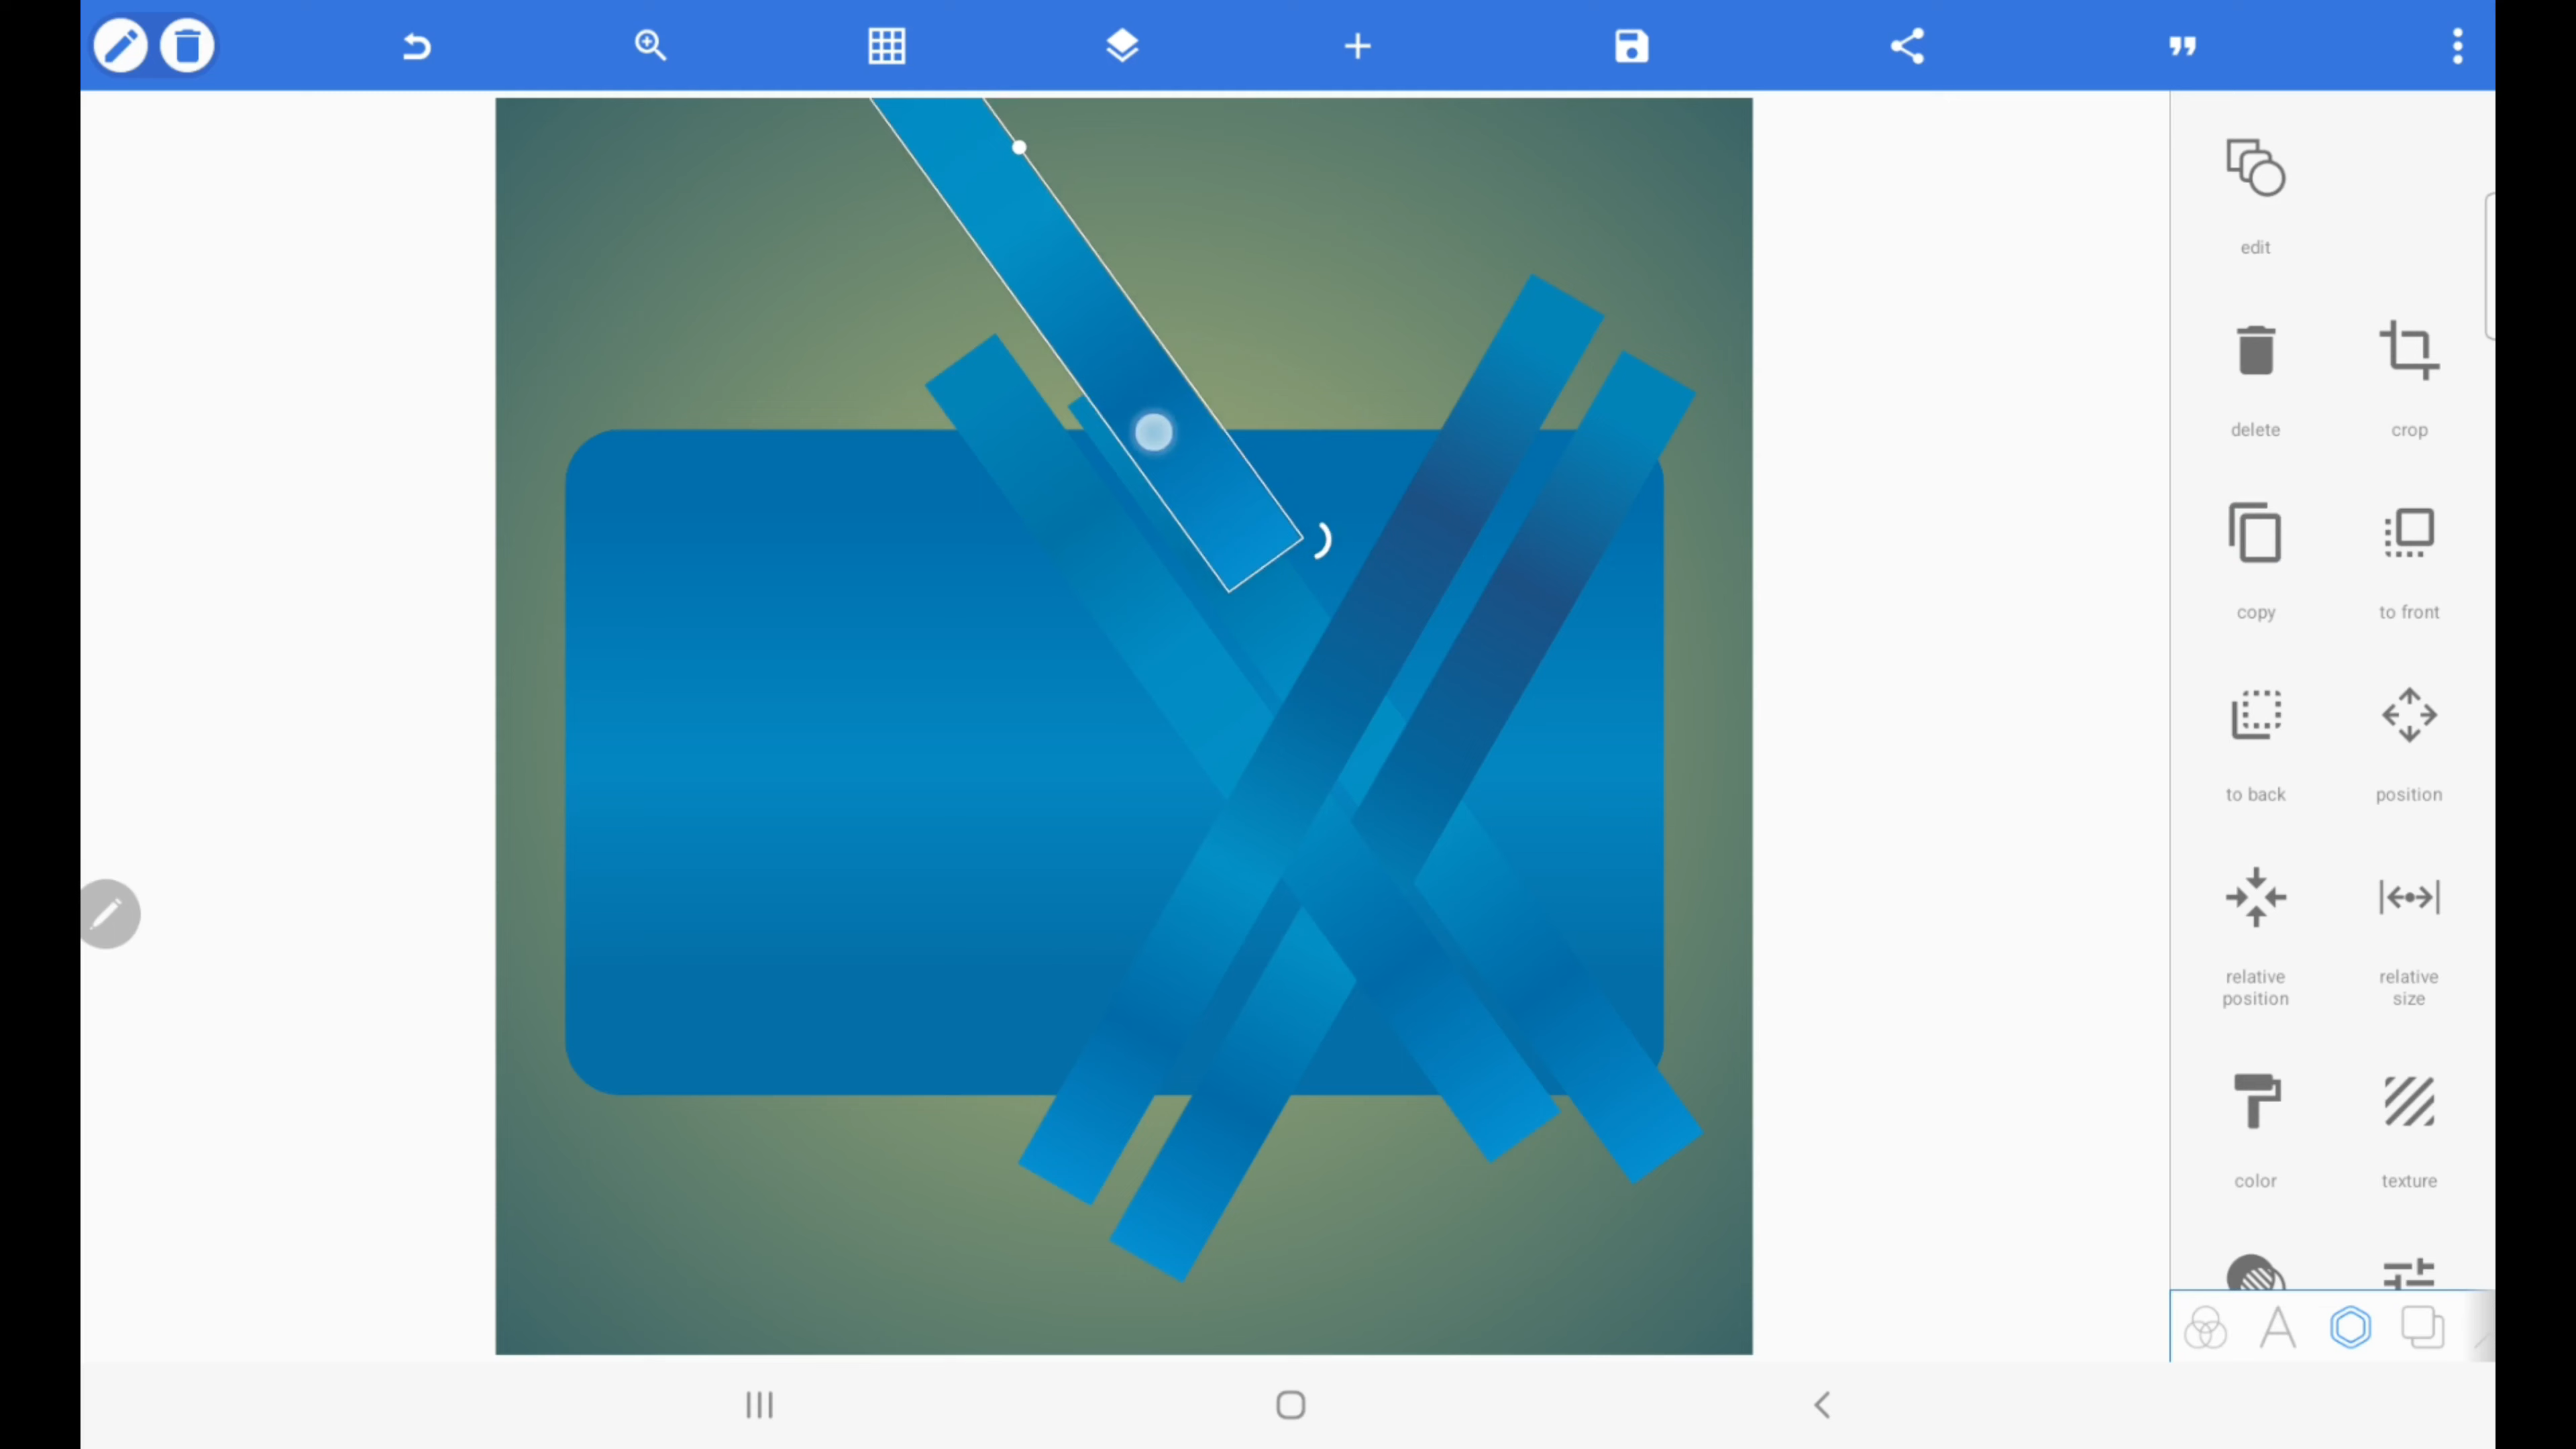 edit
delete
crop
copy
to front
to back
position
relative
position
relative
size
color
texture